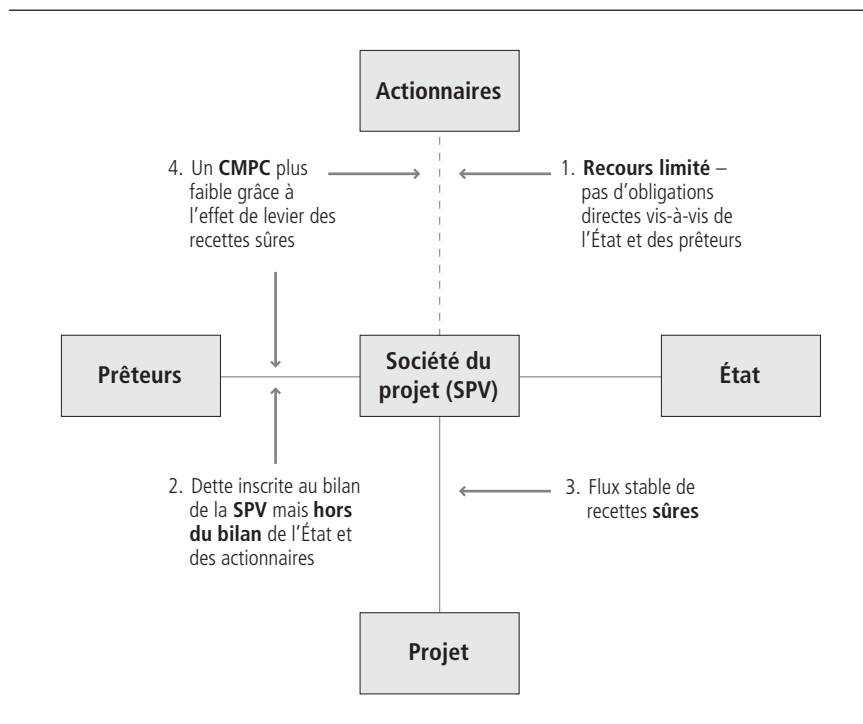 Actionnaires
4. Un CMPC plus
faible grâce à
l'effet de levier des
recettes sûres
1. Recours limité –
pas d'obligations
directes vis-à-vis de
l'État et des prêteurs
Prêteurs
Société du
projet (SPV)
État
2. Dette inscrite au bilan
de la SPV mais hors
du bilan de l'État et
des actionnaires
3. Flux stable de
recettes sûres
Projet